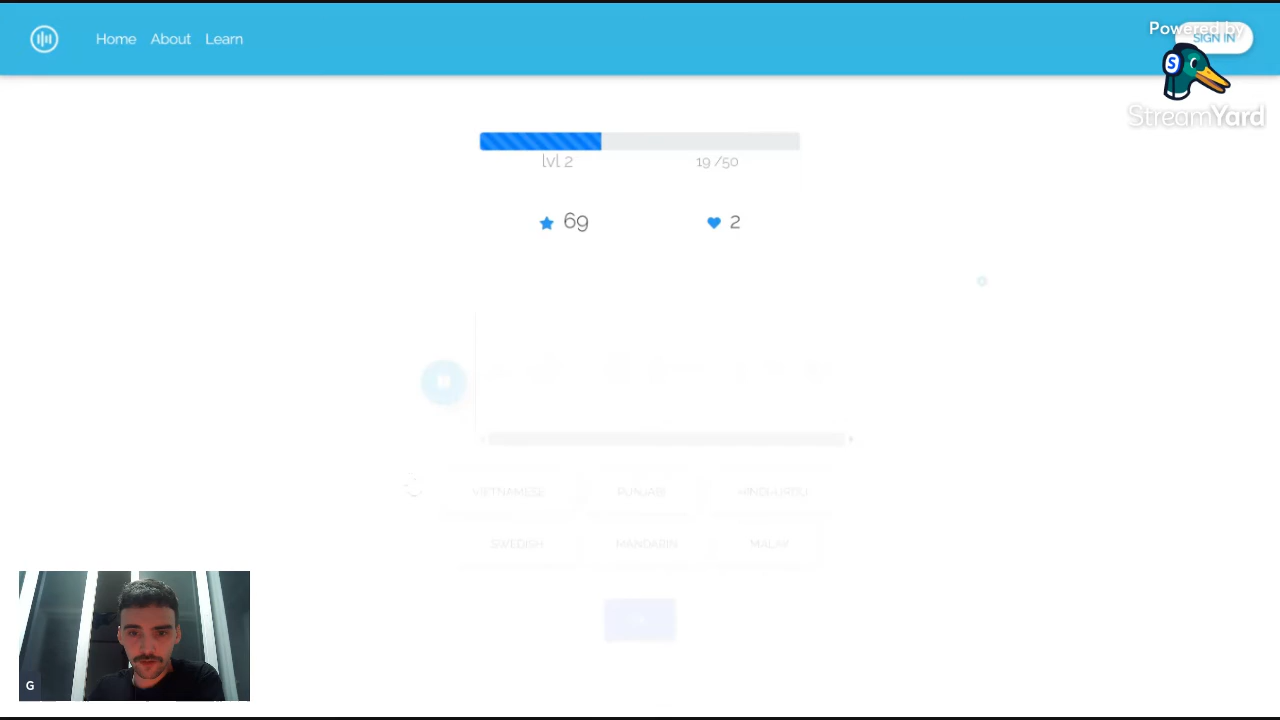 Home About Learn
SIGN IN
Powered by
StreamYard
lvl 2 19 /50
69 2
VIETNAMESE PUNJABI HINDI-URDU
SWEDISH MANDARIN MALAY
G